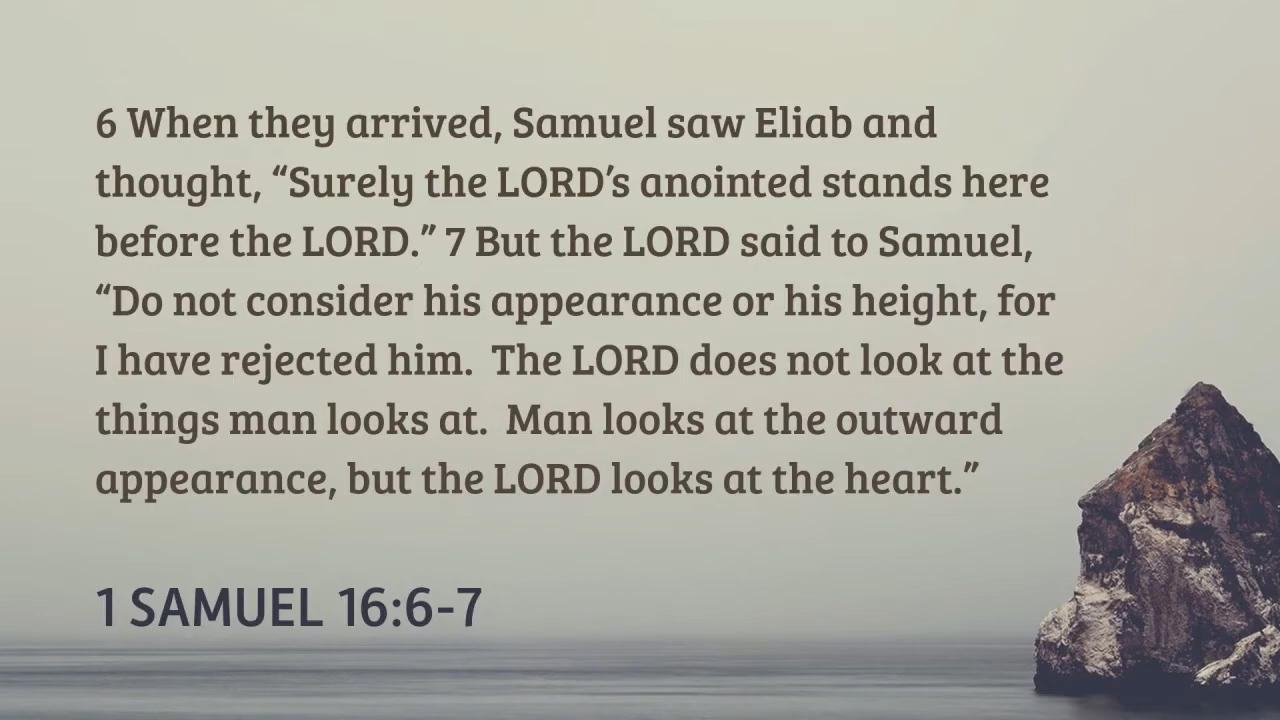 6 When they arrived, Samuel saw Eliab and
thought, “Surely the LORD’s anointed stands here
before the LORD.” 7 But the LORD said to Samuel,
“Do not consider his appearance or his height, for
I have rejected him.  The LORD does not look at the
things man looks at.  Man looks at the outward
appearance, but the LORD looks at the heart.”
1 SAMUEL 16:6-7